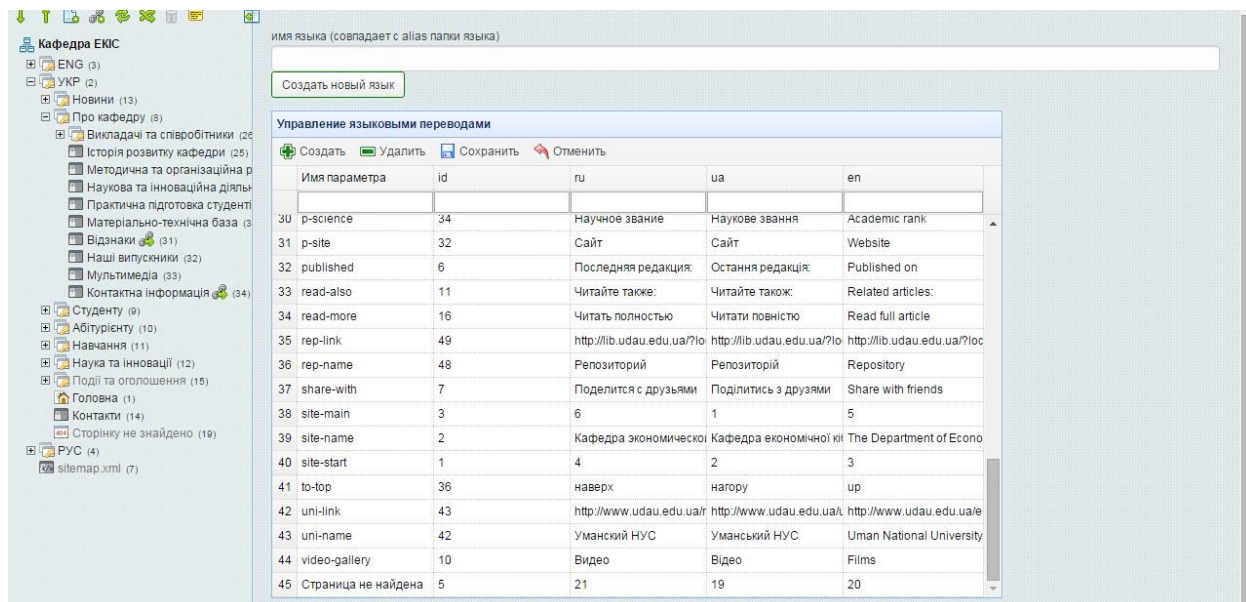 Кафедра ЕКІС
ENG (3)
УКР (2)
Новини (13)
Про кафедру (8)
Викладачі та співробітники (26
Історія розвитку кафедри (25)
Методична та організаційна р
Наукова та інноваційна діяльн
Практична підготовка студенті
Матеріально-технічна база (3
Відзнаки (31)
Наші випускники (32)
Мультимедіа (33)
Контактна інформація (34)
Студенту (9)
Абітурієнту (10)
Навчання (11)
Наука та інновації (12)
Події та оголошення (15)
Головна (1)
Контакти (14)
404 Сторінку не знайдено (19)
РУС (4)
sitemap.xml (7)
имя языка (совпадает с alias папки языка)
Создать новый язык
Управление языковыми переводами
Создать Удалить Сохранить Отменить
Имя параметра id ru ua en
30 p-science 34 Научное звание Наукове звання Academic rank
31 p-site 32 Сайт Сайт Website
32 published 6 Последняя редакция: Остання редакція: Published on
33 read-also 11 Читайте также: Читайте також: Related articles:
34 read-more 16 Читать полностью Читати повністю Read full article
35 rep-link 49 http://lib.udau.edu.ua/?lo http://lib.udau.edu.ua/?lo http://lib.udau.edu.ua/?loc
36 rep-name 48 Репозиторий Репозиторій Repository
37 share-with 7 Поделится с друзьями Поділитись з друзями Share with friends
38 site-main 3 6 1 5
39 site-name 2 Кафедра экономическо Кафедра економічної кі The Department of Econo
40 site-start 1 4 2 3
41 to-top 36 наверх нагору up
42 uni-link 43 http://www.udau.edu.ua/r http://www.udau.edu.ua/u http://www.udau.edu.ua/e
43 uni-name 42 Уманский НУС Уманський НУС Uman National University
44 video-gallery 10 Видео Відео Films
45 Страница не найдена 5 21 19 20